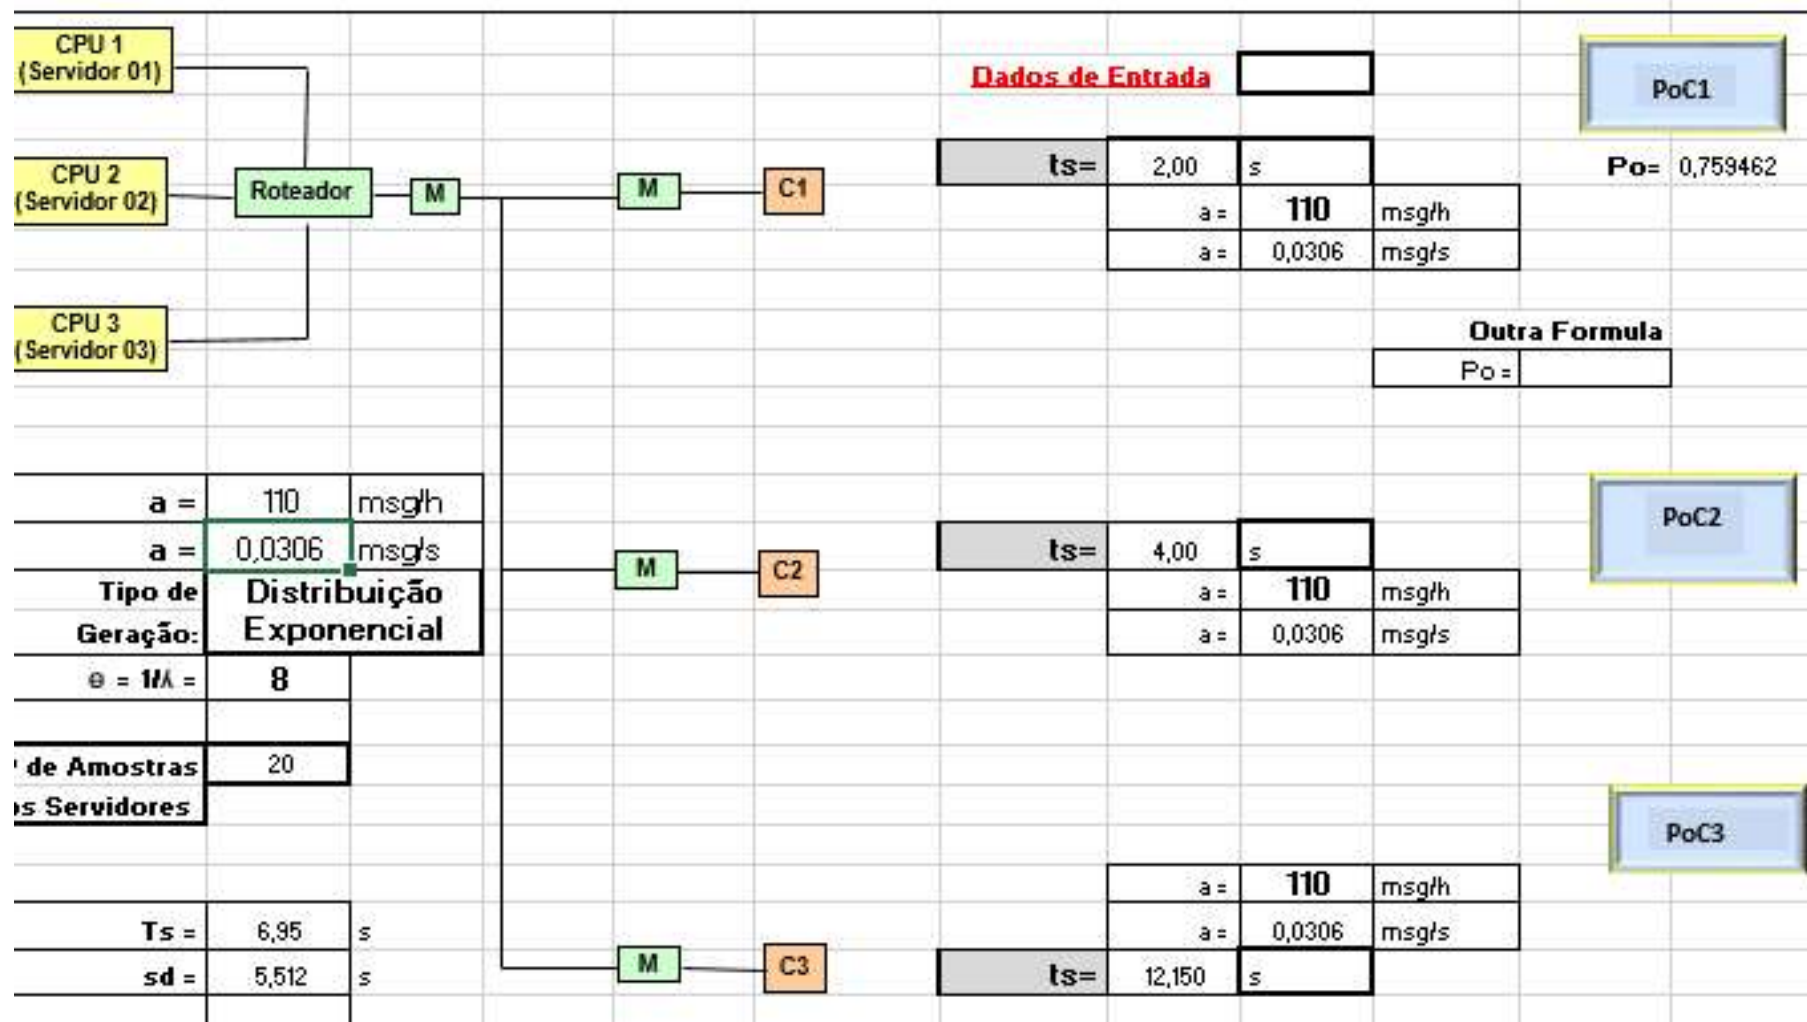 CPU 1
(Servidor 01)
Dados de Entrada
PoC1
CPU 2
(Servidor 02)
Roteador
M
M
C1
ts= 2,00 s
Po= 0,759462
a = 110 msg/h
a = 0,0306 msg/s
CPU 3
(Servidor 03)
Outra Formula
Po =
a = 110 msg/h
a = 0,0306 msg/s
Tipo de
Geração:
Distribuição
Exponencial
M
C2
ts= 4,00 s
PoC2
a = 110 msg/h
a = 0,0306 msg/s
θ = 1/λ = 8
de Amostras 20
os Servidores
PoC3
a = 110 msg/h
a = 0,0306 msg/s
Ts = 6,95 s
sd = 5,512 s
M
C3
ts= 12,150 s